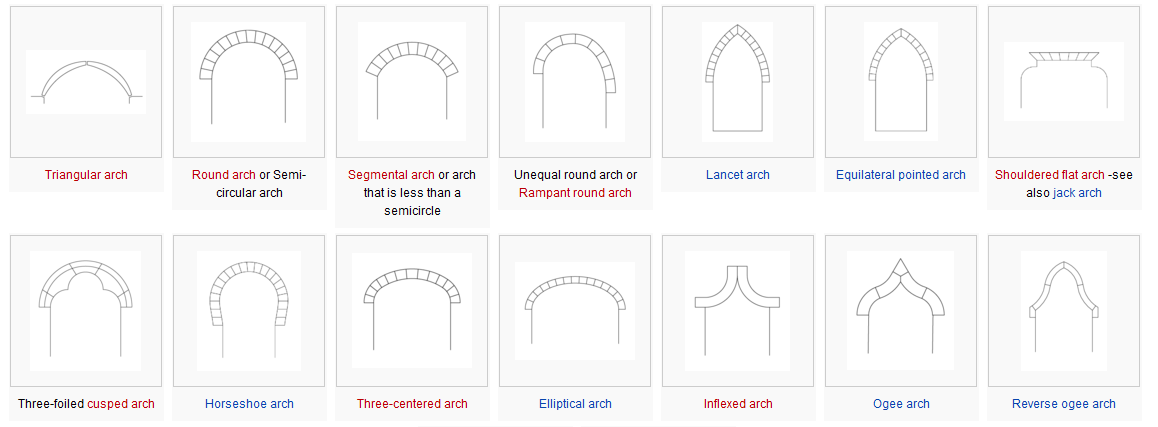 Triangular arch
Round arch or Semi-
circular arch
Segmental arch or arch
that is less than a
semicircle
Unequal round arch or
Rampant round arch
Lancet arch
Equilateral pointed arch
Shouldered flat arch -see
also jack arch
Three-foiled cusped arch
Horseshoe arch
Three-centered arch
Elliptical arch
Inflexed arch
Ogee arch
Reverse ogee arch